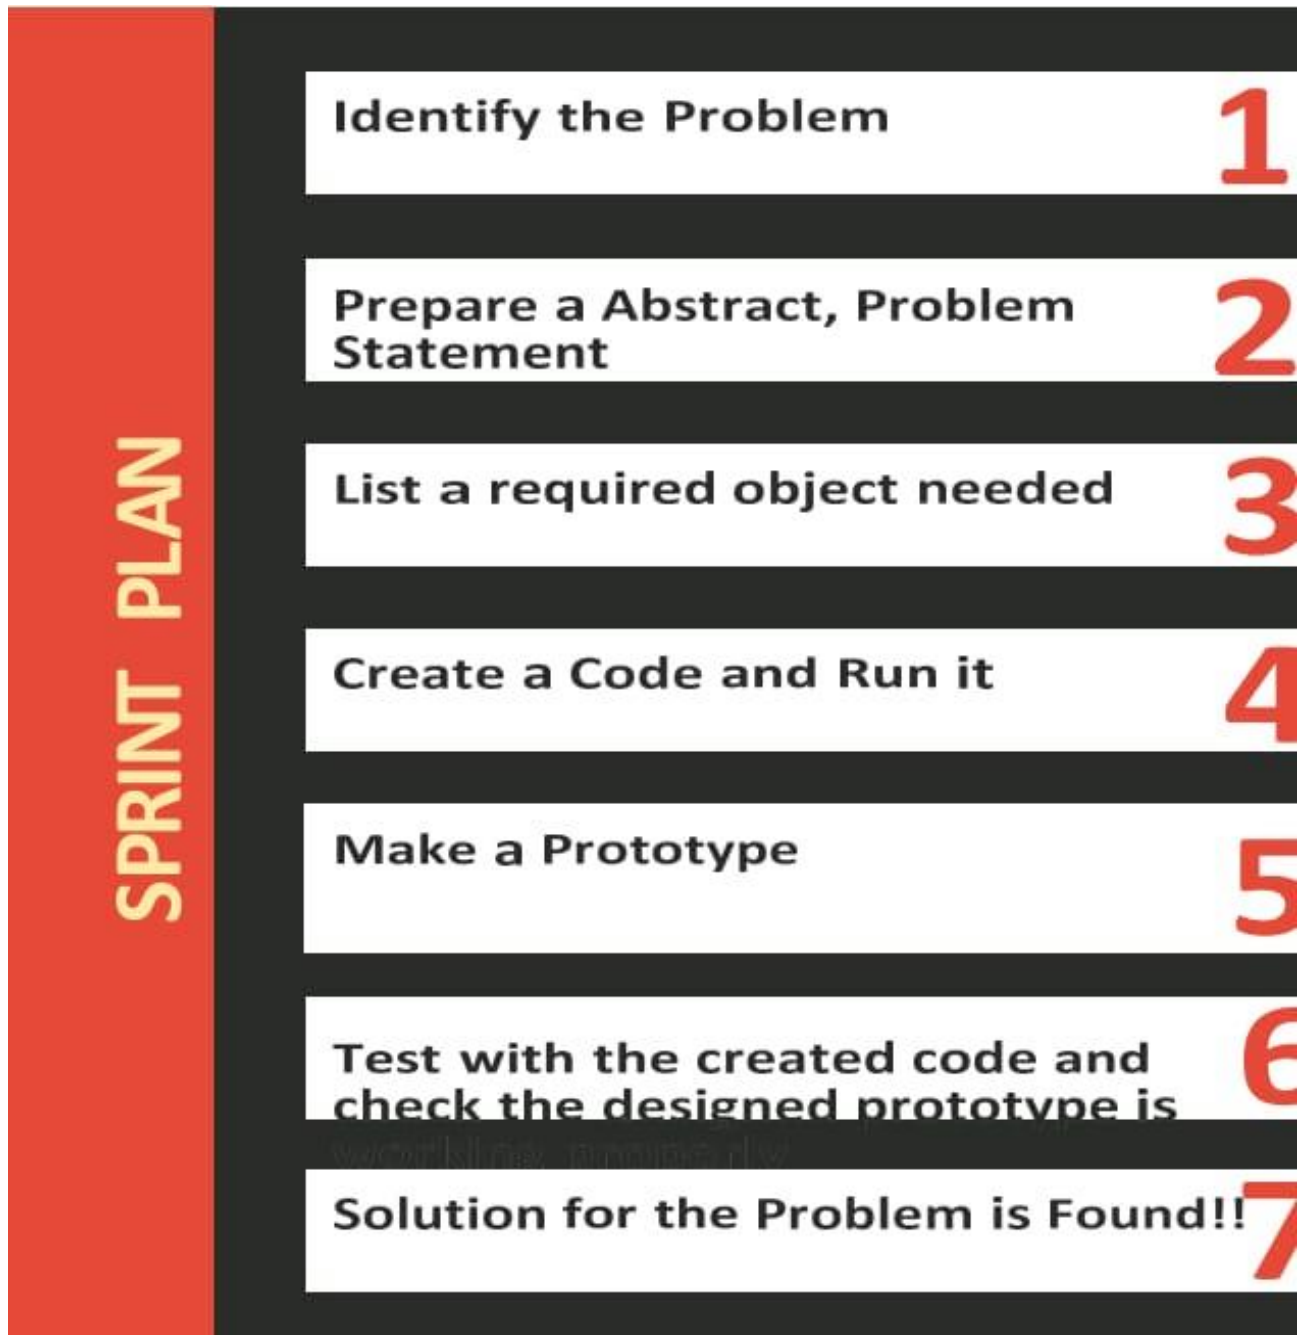 SPRINT PLAN
Identify the Problem
1
Prepare a Abstract, Problem
Statement
2
List a required object needed
3
Create a Code and Run it
4
Make a Prototype
5
Test with the created code and
check the designed prototype is
working properly
6
Solution for the Problem is Found!!
7